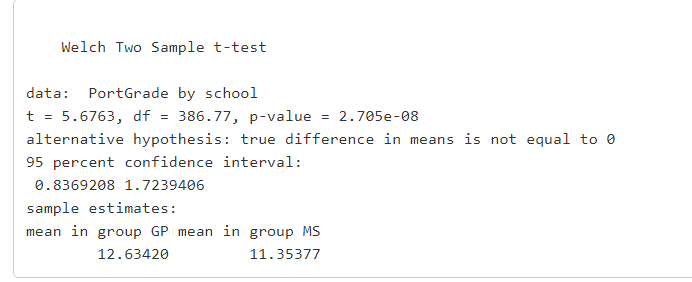 Welch Two Sample t-test
data:  PortGrade by school
t = 5.6763, df = 386.77, p-value = 2.705e-08
alternative hypothesis: true difference in means is not equal to 0
95 percent confidence interval:
0.8369208 1.7239406
sample estimates:
mean in group GP mean in group MS
12.63420         11.35377